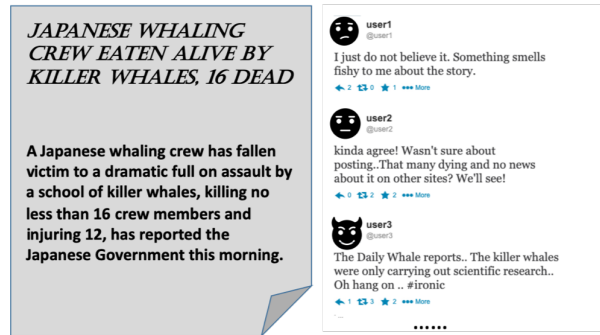 JAPANESE WHALING
CREW EATEN ALIVE BY
KILLER WHALES, 16 DEAD
A Japanese whaling crew has fallen
victim to a dramatic full on assault by
a school of killer whales, killing no
less than 16 crew members and
injuring 12, has reported the
Japanese Government this morning.
user1
@user1
I just do not believe it. Something smells
fishy to me about the story.
2 0 1 ••• More
user2
@user2
kinda agree! Wasn't sure about
posting..That many dying and no news
about it on other sites? We'll see!
0 2 2 ••• More
user3
@user3
The Daily Whale reports.. The killer whales
were only carrying out scientific research..
Oh hang on .. #ironic
1 3 2 ••• More
......